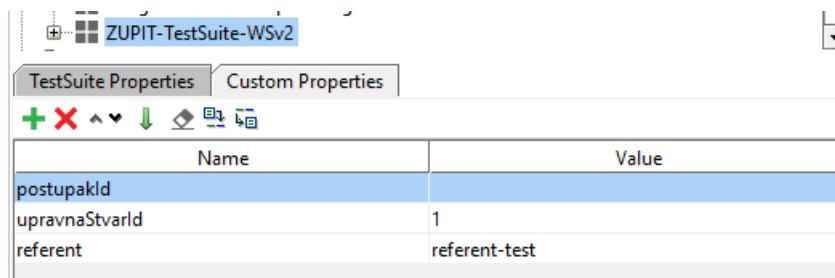 ZUPIT-TestSuite-WSv2
TestSuite Properties Custom Properties
Name Value
postupakId
upravnaStvarId 1
referent referent-test